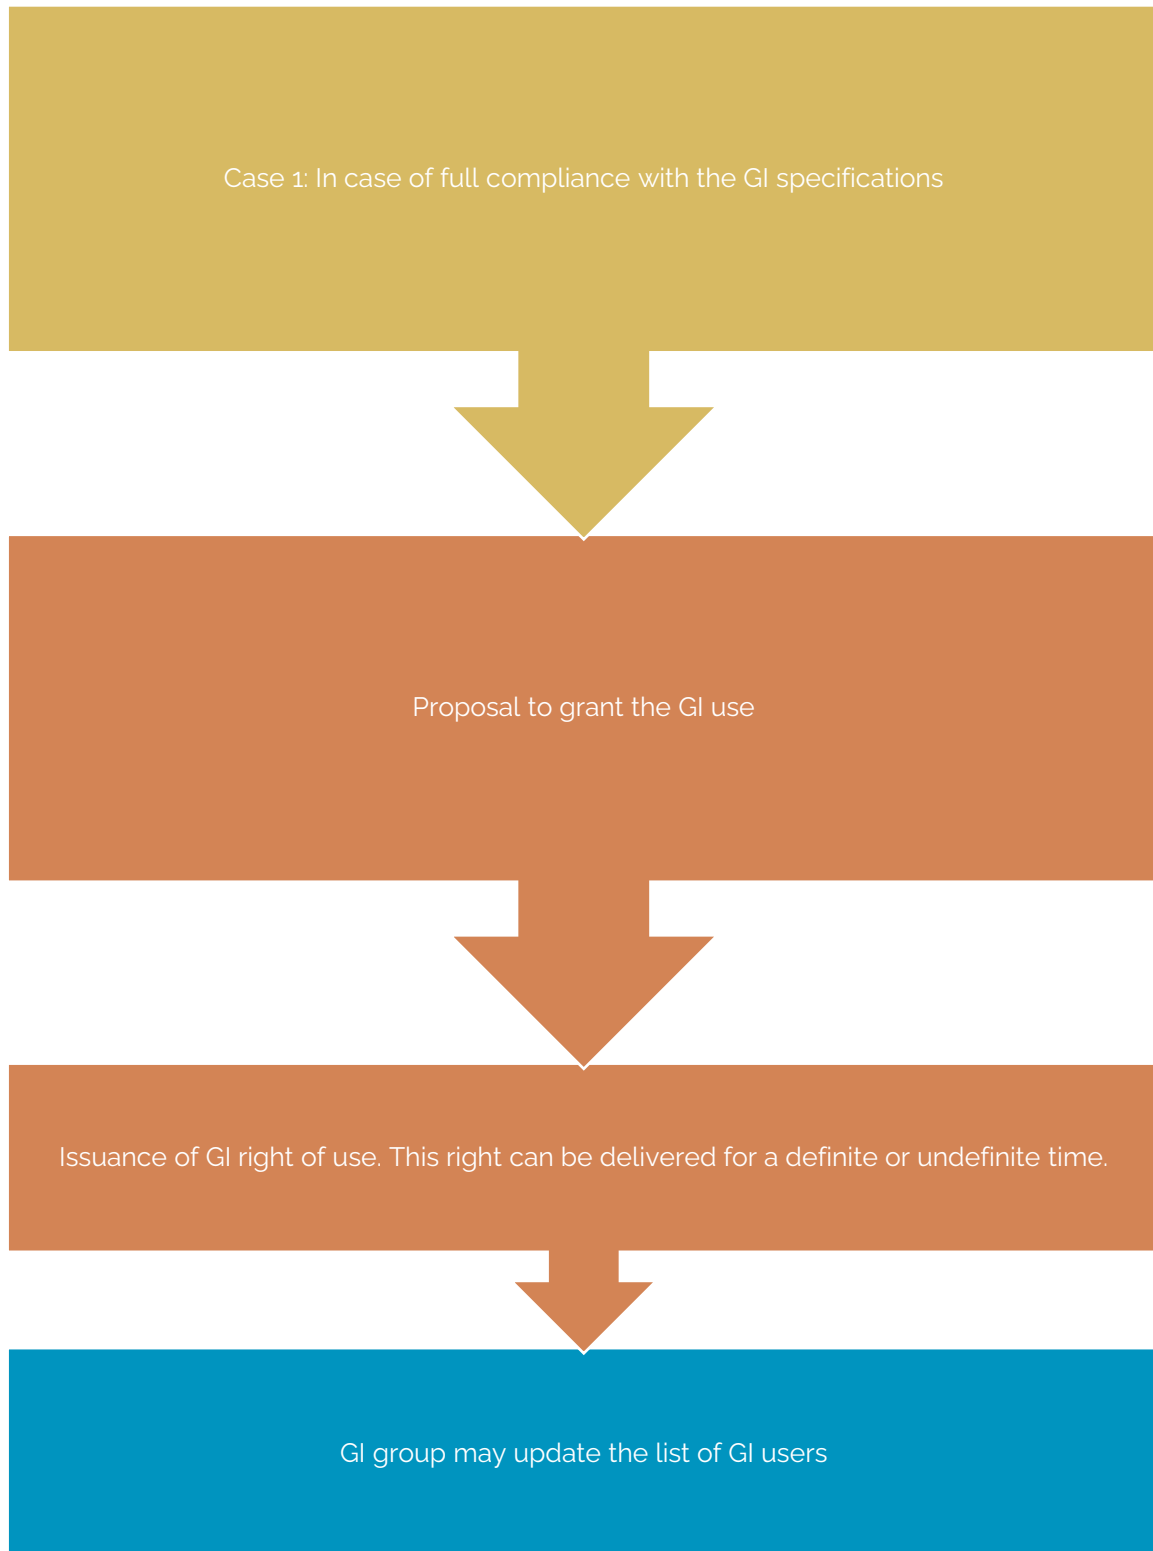 Case 1: In case of full compliance with the GI specifications
Proposal to grant the GI use
Issuance of GI right of use. This right can be delivered for a definite or undefinite time.
GI group may update the list of GI users